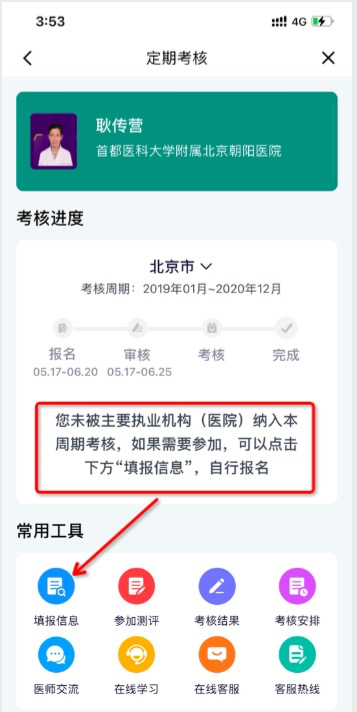 3:53
4G
定期考核
耿传营
首都医科大学附属北京朝阳医院
考核进度
北京市
考核周期：2019年01月~2020年12月
报名 审核 考核 完成
05.17-06.20 05.17-06.25
您未被主要执业机构（医院）纳入本
周期考核，如果需要参加，可以点击
下方“填报信息”，自行报名
常用工具
填报信息 参加测评 考核结果 考核安排
医师交流 在线学习 在线客服 客服热线